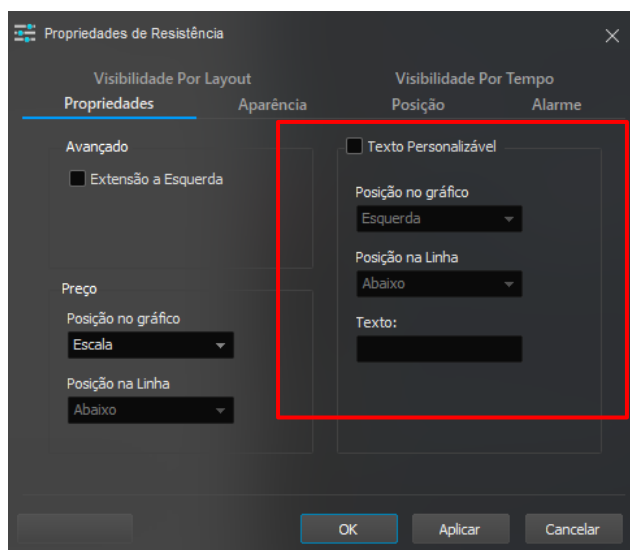 Propriedades de Resistência
Visibilidade Por Layout Visibilidade Por Tempo
Propriedades Aparência Posição Alarme
Avançado
Extensão a Esquerda
Preço
Posição no gráfico
Escala
Posição na Linha
Abaixo
Texto Personalizável
Posição no gráfico
Esquerda
Posição na Linha
Abaixo
Texto:
OK Aplicar Cancelar